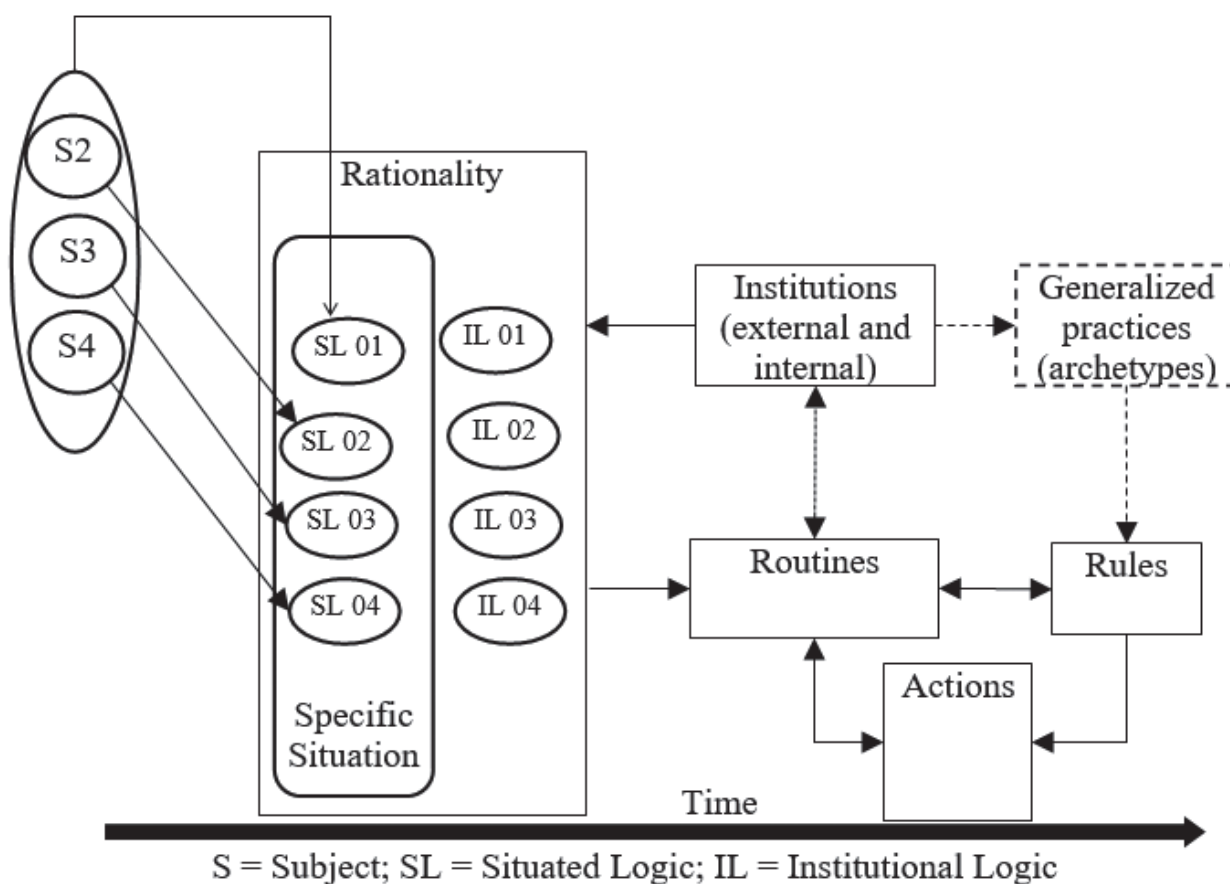 S2
S3
S4
Rationality
SL 01
SL 02
SL 03
SL 04
Specific
Situation
IL 01
IL 02
IL 03
IL 04
Institutions
(external and
internal)
Generalized
practices
(archetypes)
Routines
Rules
Actions
Time
S = Subject; SL = Situated Logic; IL = Institutional Logic